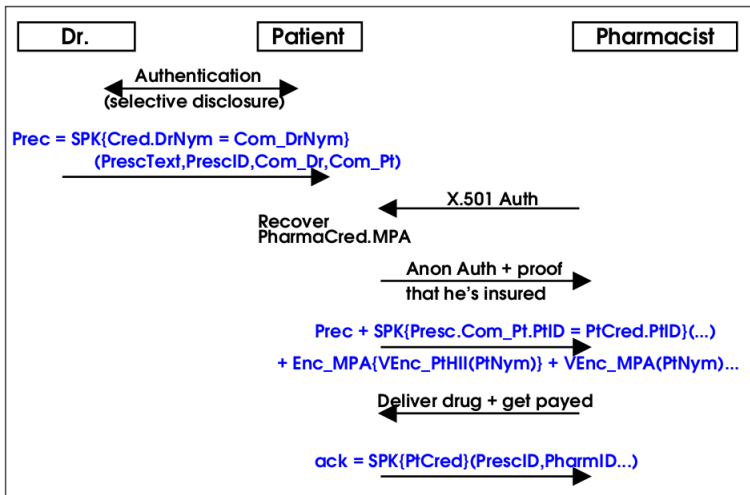 Dr.
Patient
Pharmacist
Authentication
(selective disclosure)
Prec = SPK{Cred.DrNym = Com_DrNym}
(PrescText,PrescID,Com_Dr,Com_Pt)
X.501 Auth
Recover
PharmaCred.MPA
Anon Auth + proof
that he's insured
Prec + SPK{Presc.Com_Pt.PtID = PtCred.PtID}(...)
+ Enc_MPA{VEnc_PtHII(PtNym)} + VEnc_MPA(PtNym)...
Deliver drug + get payed
ack = SPK{PtCred}(PrescID,PharmID...)